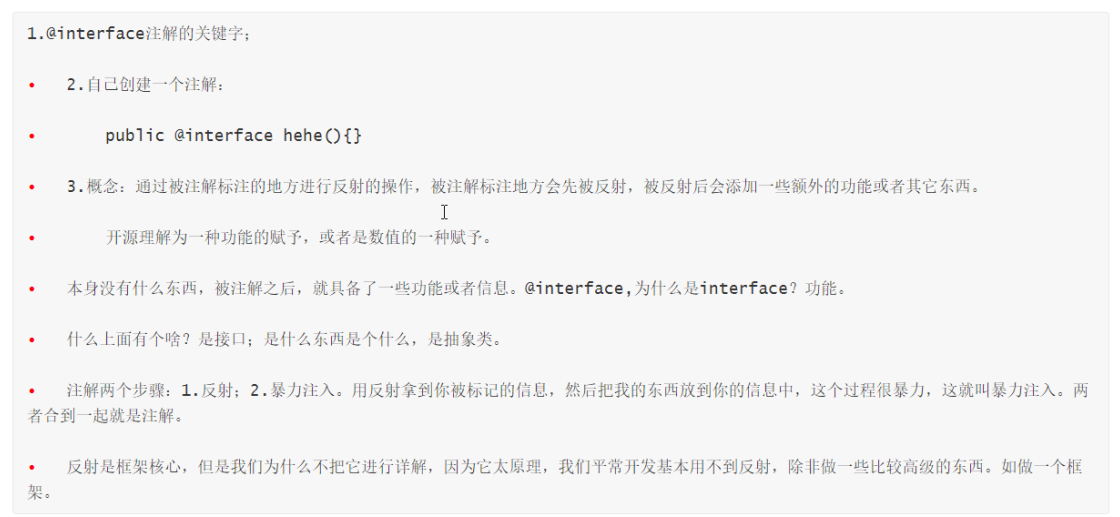 1.@interface注解的关键字;
• 2.自己创建一个注解:
• public @interface hehe(){}
• 3.概念: 通过被注解标注的地方进行反射的操作, 被注解标注地方会先被反射, 被反射后会添加一些额外的功能或者其它东西。
• 开源理解为一种功能的赋予, 或者是数值的一种赋予。
• 本身没有什么东西, 被注解之后, 就具备了一些功能或者信息。@interface,为什么是interface? 功能。
• 什么上面有个啥? 是接口; 是什么东西是个什么, 是抽象类。
• 注解两个步骤: 1.反射; 2.暴力注入。用反射拿到你被标记的信息, 然后把我的东西放到你的信息中, 这个过程很暴力, 这就叫暴力注入。两
者合到一起就是注解。
• 反射是框架核心, 但是我们为什么不把它进行详解, 因为它太原理, 我们平常开发基本用不到反射, 除非做一些比较高级的东西。如做一个框
架。